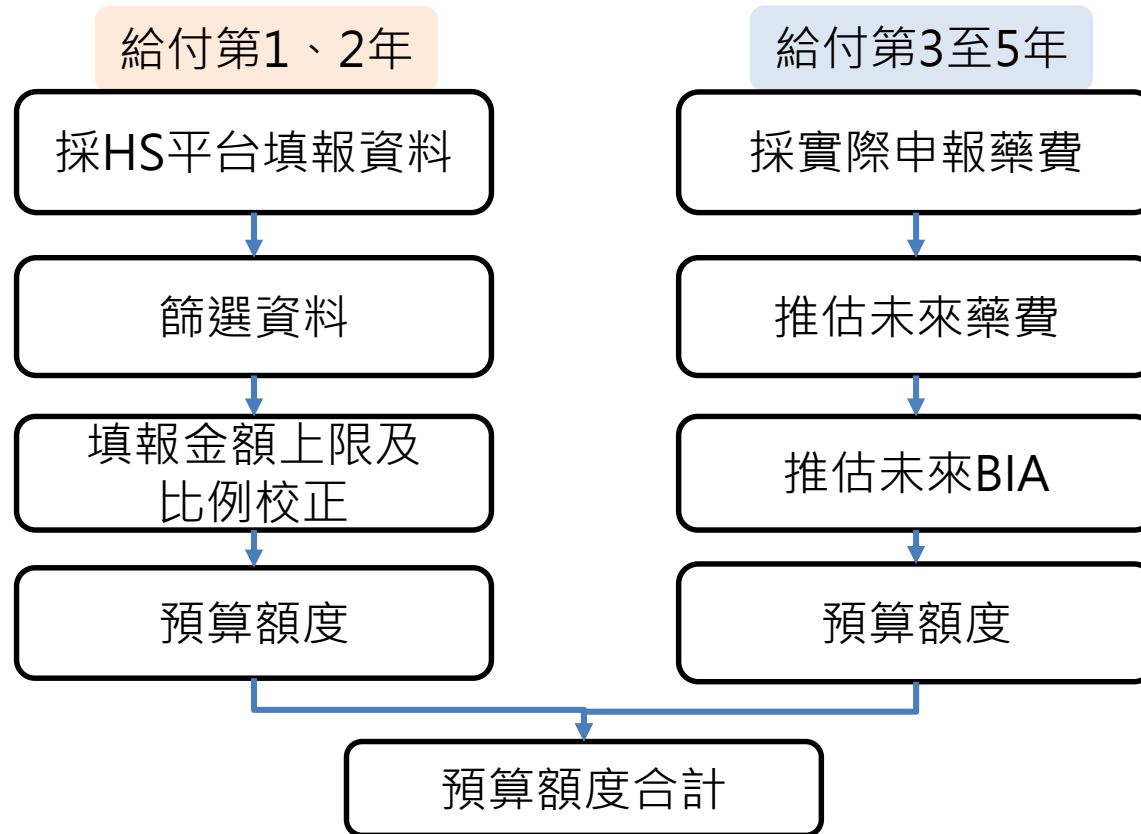 給付第1、2年
採HS平台填報資料
篩選資料
填報金額上限及
比例校正
預算額度
給付第3至5年
採實際申報藥費
推估未來藥費
推估未來BIA
預算額度
預算額度合計